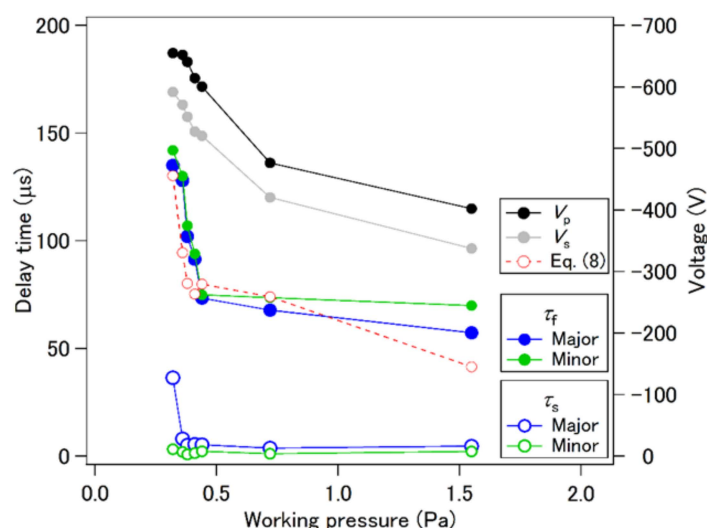 200
150
100
50
0
Delay time (μs)
-700
-600
-500
-400
-300
-200
-100
0
Voltage (V)
Vp
Vs
Eq. (8)
τf
Major
Minor
τs
Major
Minor
0.0
0.5
1.0
1.5
2.0
Working pressure (Pa)